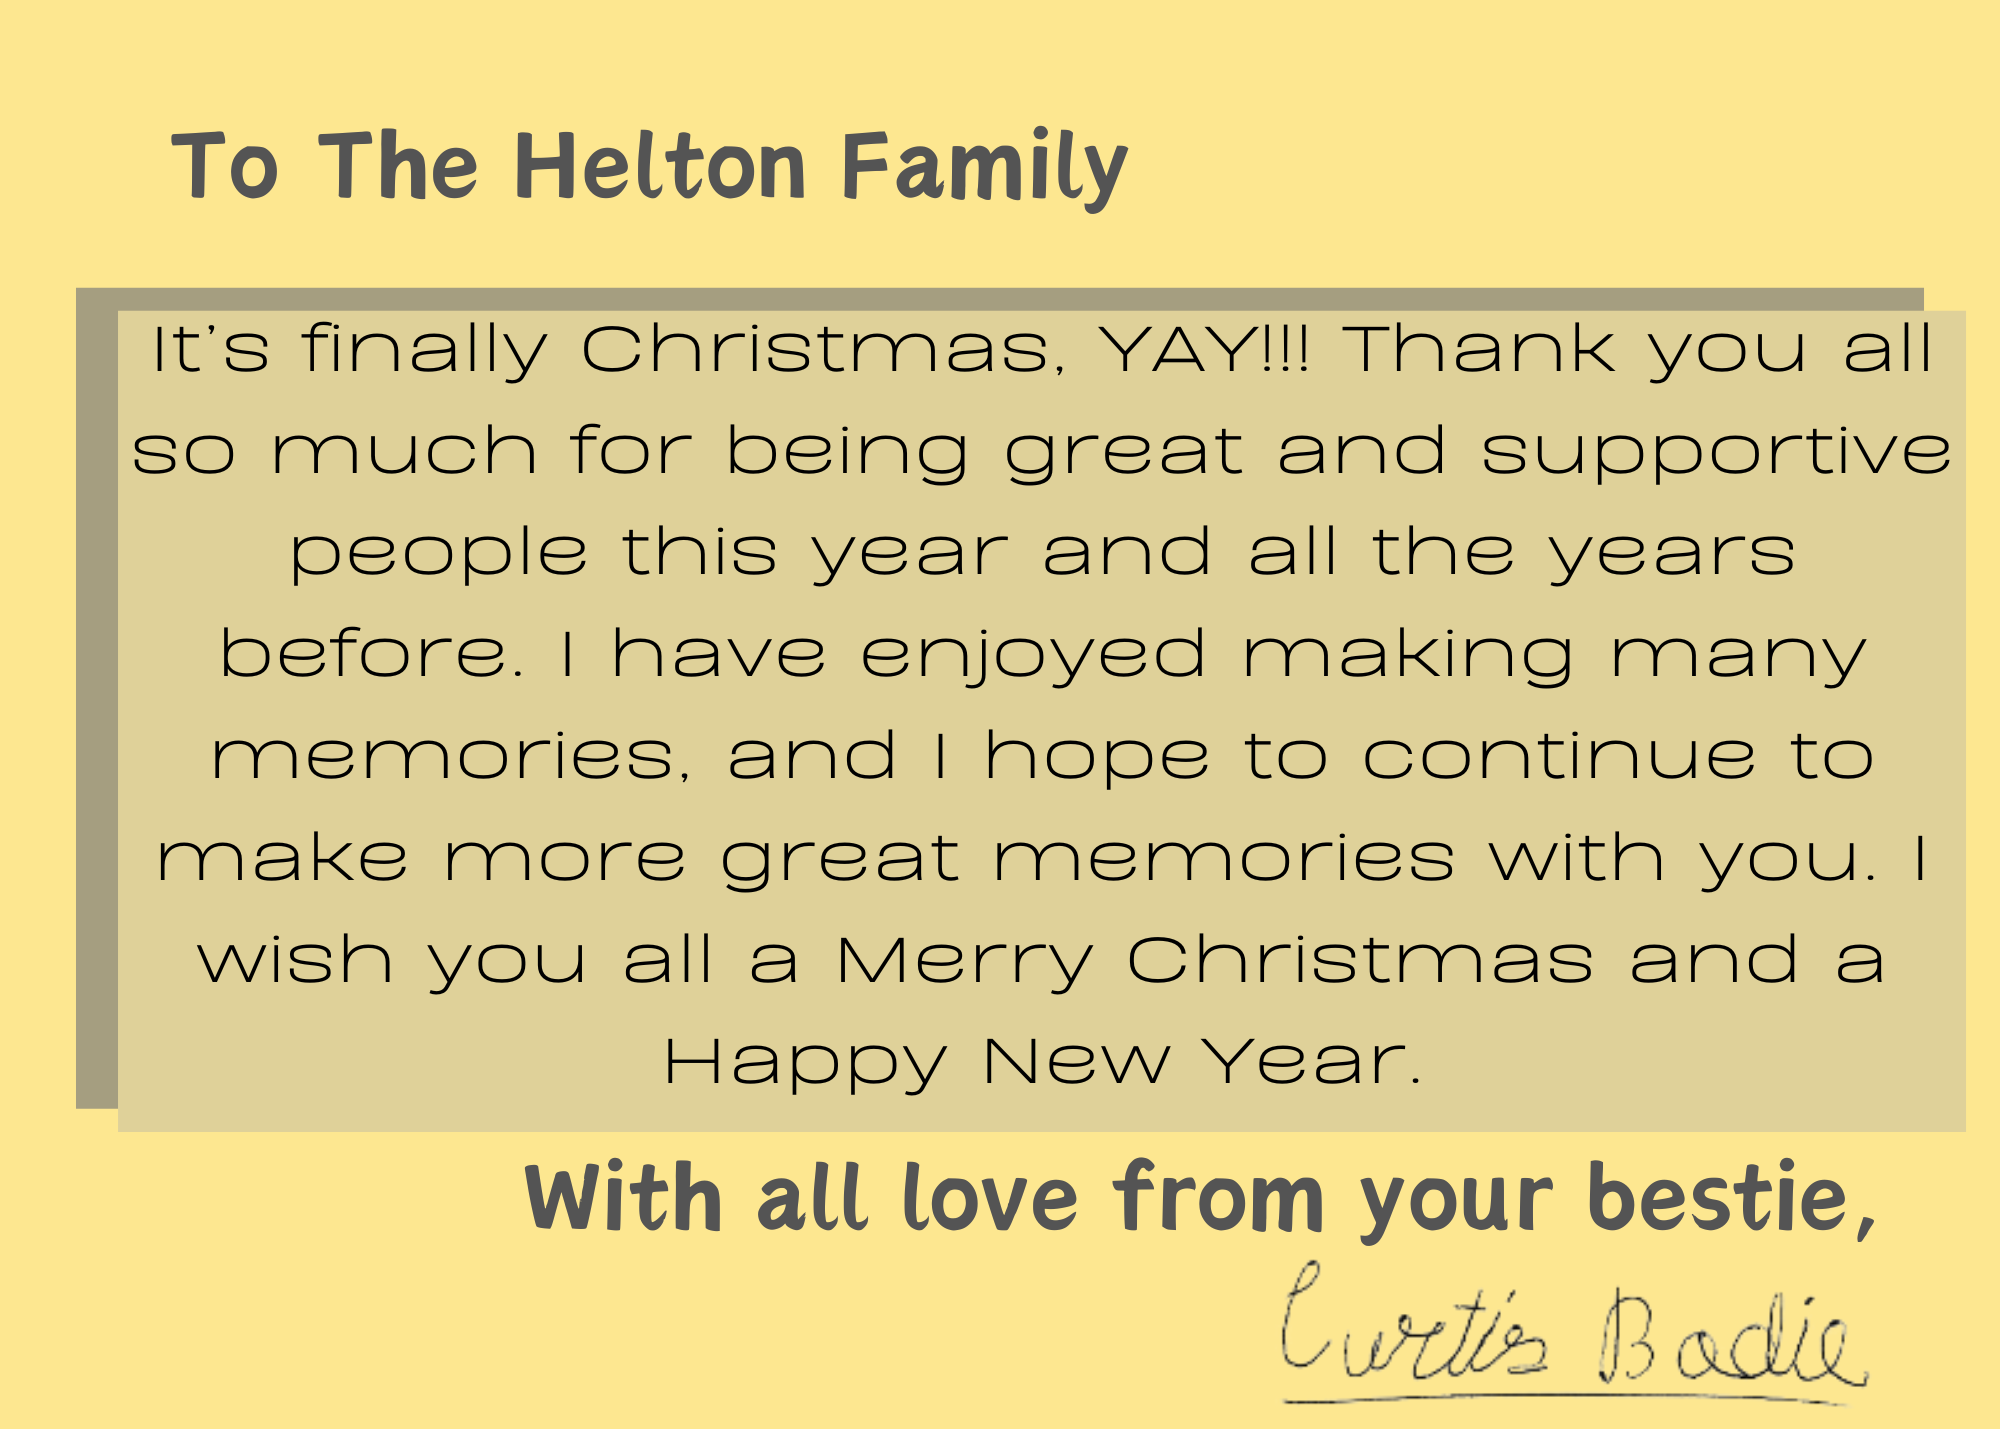 To The Helton Family
It's finally Christmas, YAY!!! Thank you all
so much for being great and supportive
people this year and all the years
before. I have enjoyed making many
memories, and I hope to continue to
make more great memories with you. I
wish you all a Merry Christmas and a
Happy New Year.
With all love from your bestie,
Curtis Bodie